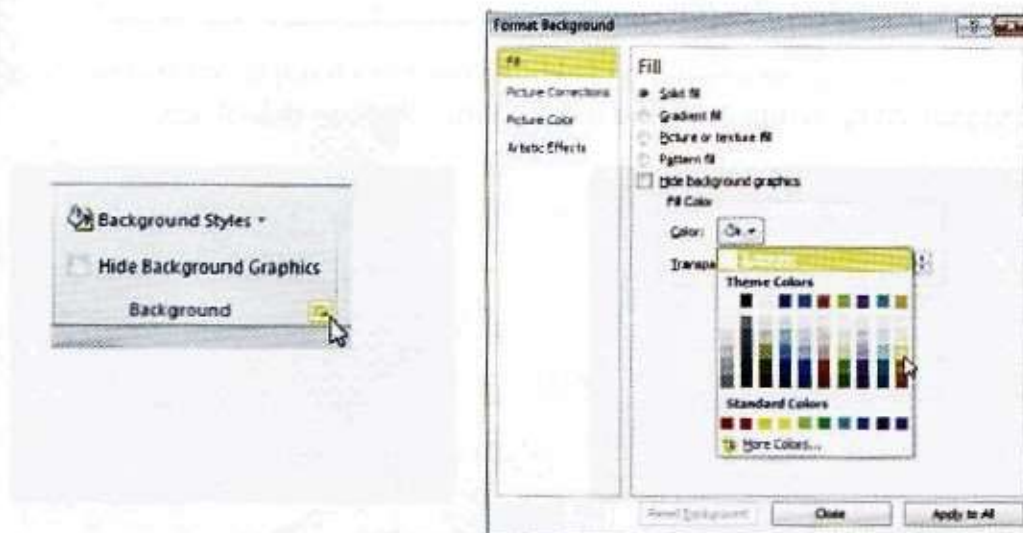 Background Styles
Hide Background Graphics
Background
Format Background
Fill
Picture Corrections
Picture Color
Artistic Effects
Fill
Solid fill
Gradient fill
Picture or texture fill
Pattern fill
Hide background graphics
Fill Color
Color:
Theme Colors
Standard Colors
More Colors...
Close
Apply to All